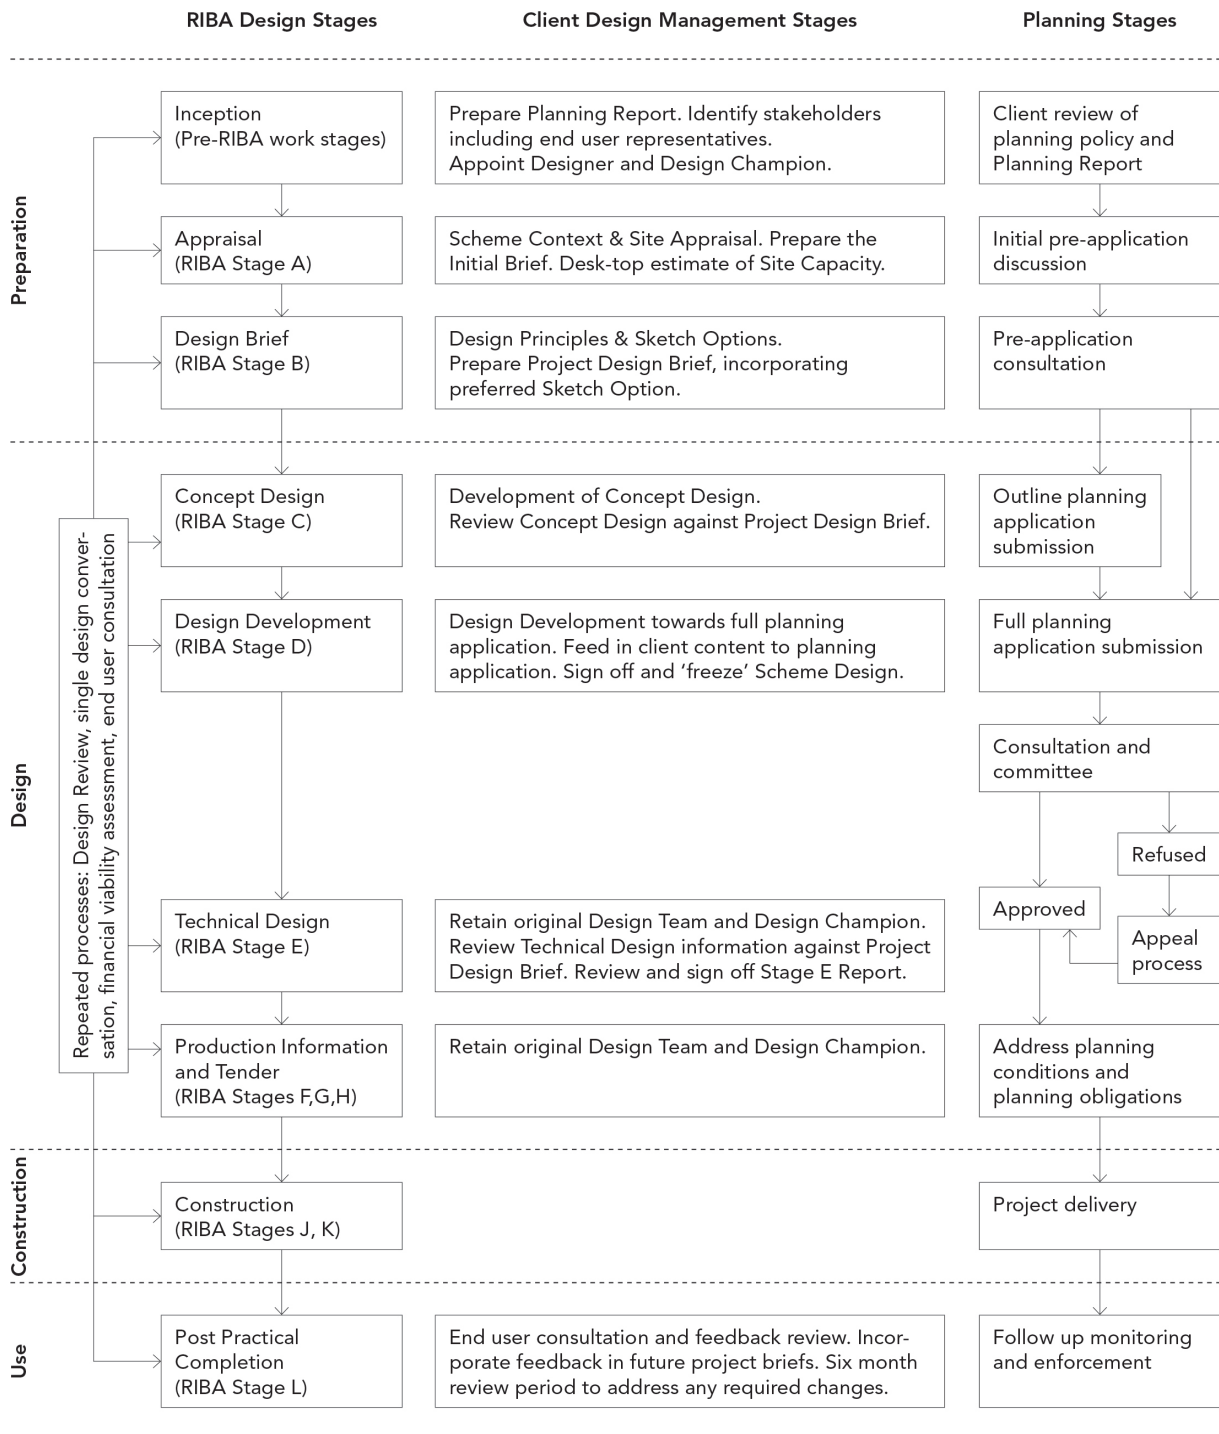 RIBA Design Stages
Client Design Management Stages
Planning Stages
Preparation
Inception
(Pre-RIBA work stages)
Prepare Planning Report. Identify stakeholders
including end user representatives.
Appoint Designer and Design Champion.
Client review of
planning policy and
Planning Report
Appraisal
(RIBA Stage A)
Scheme Context & Site Appraisal. Prepare the
Initial Brief. Desk-top estimate of Site Capacity.
Initial pre-application
discussion
Design Brief
(RIBA Stage B)
Design Principles & Sketch Options.
Prepare Project Design Brief, incorporating
preferred Sketch Option.
Pre-application
consultation
Design
Repeated processes: Design Review, single design conver-
sation, financial viability assessment, end user consultation
Concept Design
(RIBA Stage C)
Development of Concept Design.
Review Concept Design against Project Design Brief.
Outline planning
application
submission
Design Development
(RIBA Stage D)
Design Development towards full planning
application. Feed in client content to planning
application. Sign off and ‘freeze’ Scheme Design.
Full planning
application submission
Consultation and
committee
Refused
Approved
Appeal
process
Technical Design
(RIBA Stage E)
Retain original Design Team and Design Champion.
Review Technical Design information against Project
Design Brief. Review and sign off Stage E Report.
Production Information
and Tender
(RIBA Stages F,G,H)
Retain original Design Team and Design Champion.
Address planning
conditions and
planning obligations
Construction
Construction
(RIBA Stages J, K)
Project delivery
Use
Post Practical
Completion
(RIBA Stage L)
End user consultation and feedback review. Incor-
porate feedback in future project briefs. Six month
review period to address any required changes.
Follow up monitoring
and enforcement